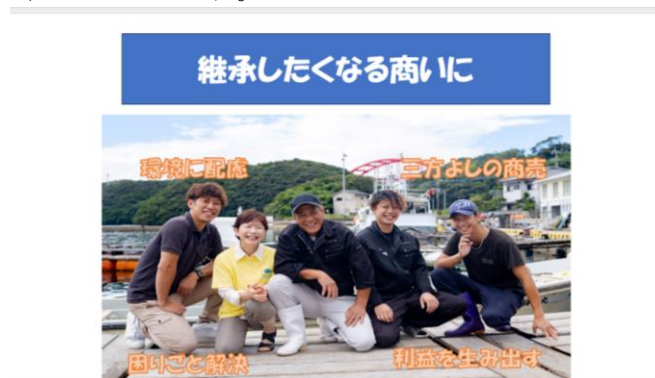 継承したくなる商いに
環境に配慮
三方よしの商売
困りごと解決
利益を生み出す